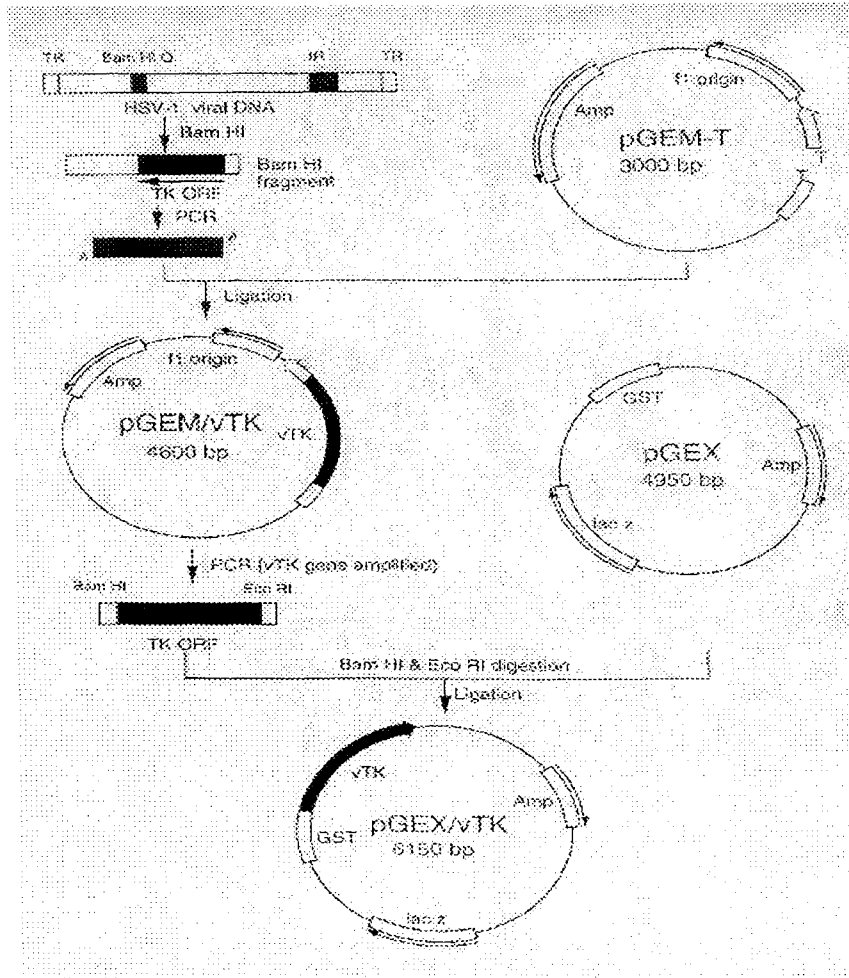 TK Bam HI Q IR TR
HSV-1 viral DNA
Bam HI
Bam HI
fragment
TK ORF
PCR
A
A
f1 origin
Amp
pGEM-T
3000 bp
Ligation
f1 origin
Amp
pGEM/vTK
4600 bp
vTK
GST
pGEX
4950 bp
Amp
lac z
PCR (vTK gene amplified)
Bam HI Eco RI
TK ORF
Bam HI & Eco RI digestion
Ligation
vTK
Amp
pGEX/vTK
6150 bp
GST
lac z